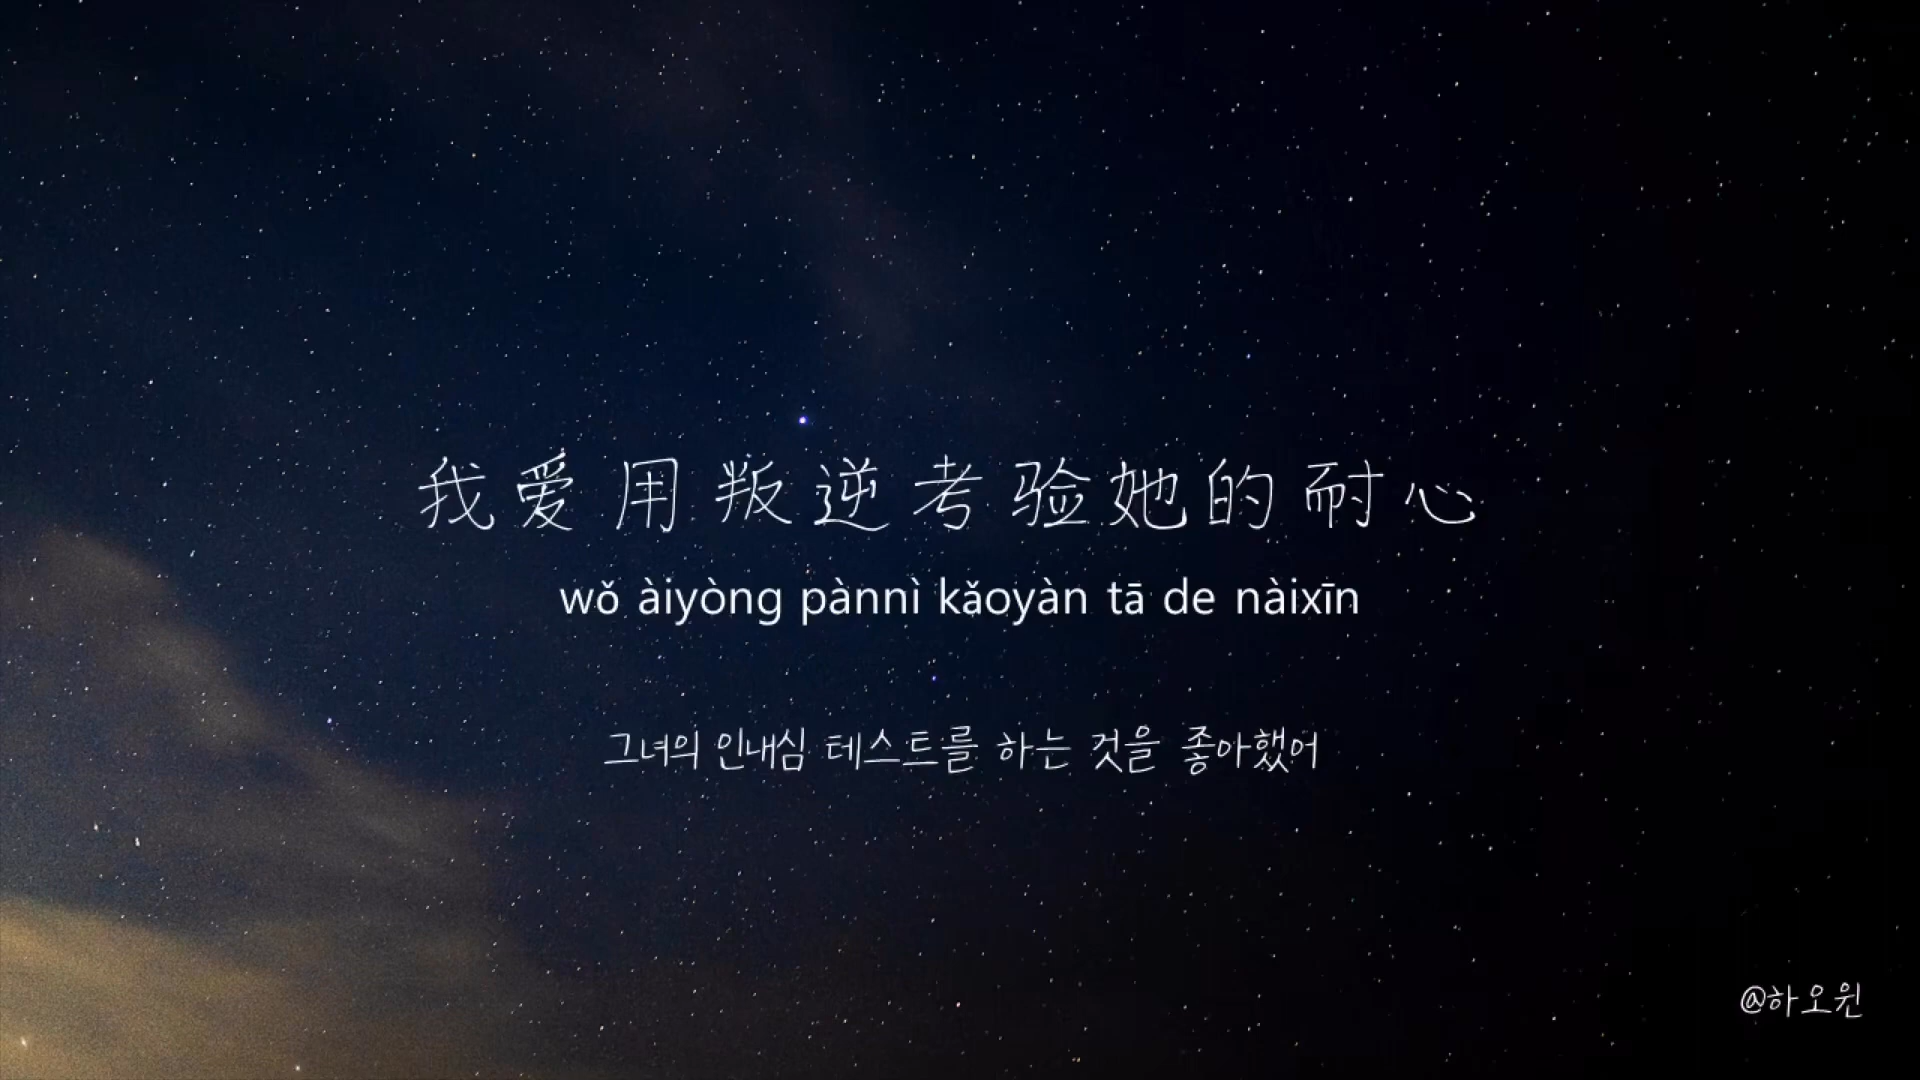 我爱用叛逆考验她的耐心
wǒ àiyòng pànnì kǎoyàn tā de nàixīn
그녀의 인내심 테스트를 하는 것을 좋아했어
@하오원